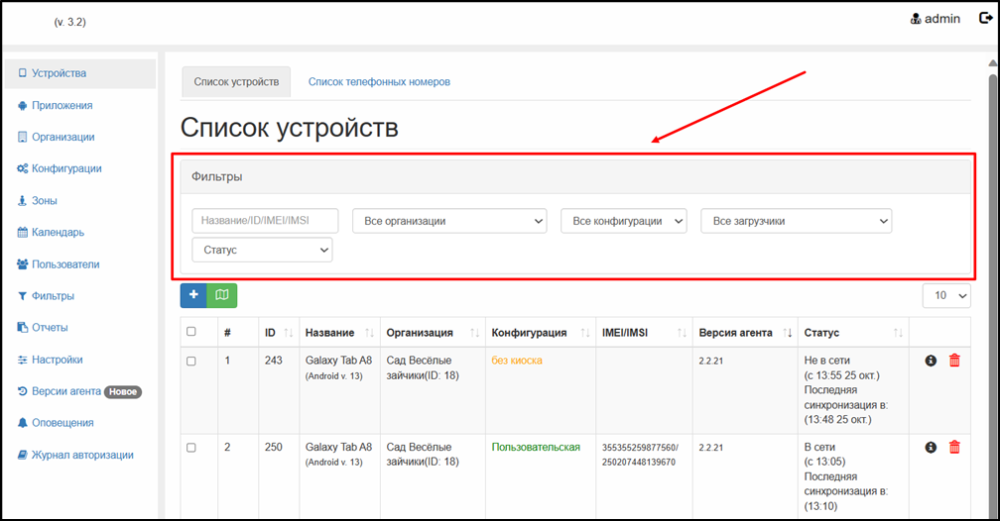 (v. 3.2)
admin
Устройства
Приложения
Организации
Конфигурации
Зоны
Календарь
Пользователи
Фильтры
Отчеты
Настройки
Версии агента Новое
Оповещения
Журнал авторизации
Список устройств Список телефонных номеров
Список устройств
Фильтры
Название/ID/IMEI/IMSI Все организации Все конфигурации Все загрузчики
Статус
10
# ID Название Организация Конфигурация IMEI/IMSI Версия агента Статус
1 243 Galaxy Tab A8 Сад Весёлые без киоска 2.2.21 Не в сети
(Android v. 13) зайчики(ID: 18) (с 13:55 25 окт.)
Последняя
синхронизация в:
(13:48 25 окт.)
2 250 Galaxy Tab A8 Сад Весёлые Пользовательская 355355259877560/ 2.2.21 В сети
(Android v. 13) зайчики(ID: 18) 250207448139670 (с 13:05)
Последняя
синхронизация в:
(13:10)